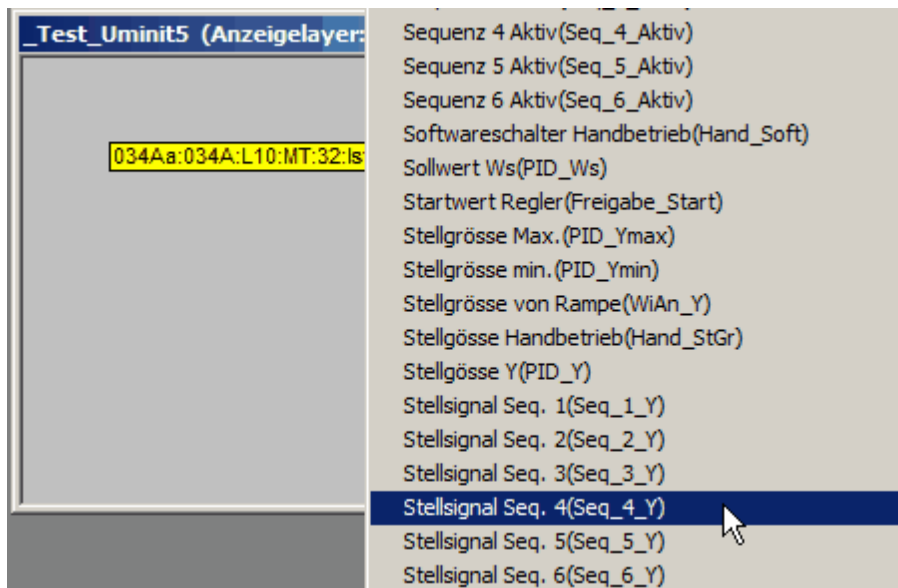 _Test_Uminit5 (Anzeigelayer:
034Aa:034A:L10:MT:32:Is
Sequenz 4 Aktiv(Seq_4_Aktiv)
Sequenz 5 Aktiv(Seq_5_Aktiv)
Sequenz 6 Aktiv(Seq_6_Aktiv)
Softwareschalter Handbetrieb(Hand_Soft)
Sollwert Ws(PID_Ws)
Startwert Regler(Freigabe_Start)
Stellgrösse Max.(PID_Ymax)
Stellgrösse min.(PID_Ymin)
Stellgrösse von Rampe(WiAn_Y)
Stellgösse Handbetrieb(Hand_StGr)
Stellgösse Y(PID_Y)
Stellsignal Seq. 1(Seq_1_Y)
Stellsignal Seq. 2(Seq_2_Y)
Stellsignal Seq. 3(Seq_3_Y)
Stellsignal Seq. 4(Seq_4_Y)
Stellsignal Seq. 5(Seq_5_Y)
Stellsignal Seq. 6(Seq_6_Y)